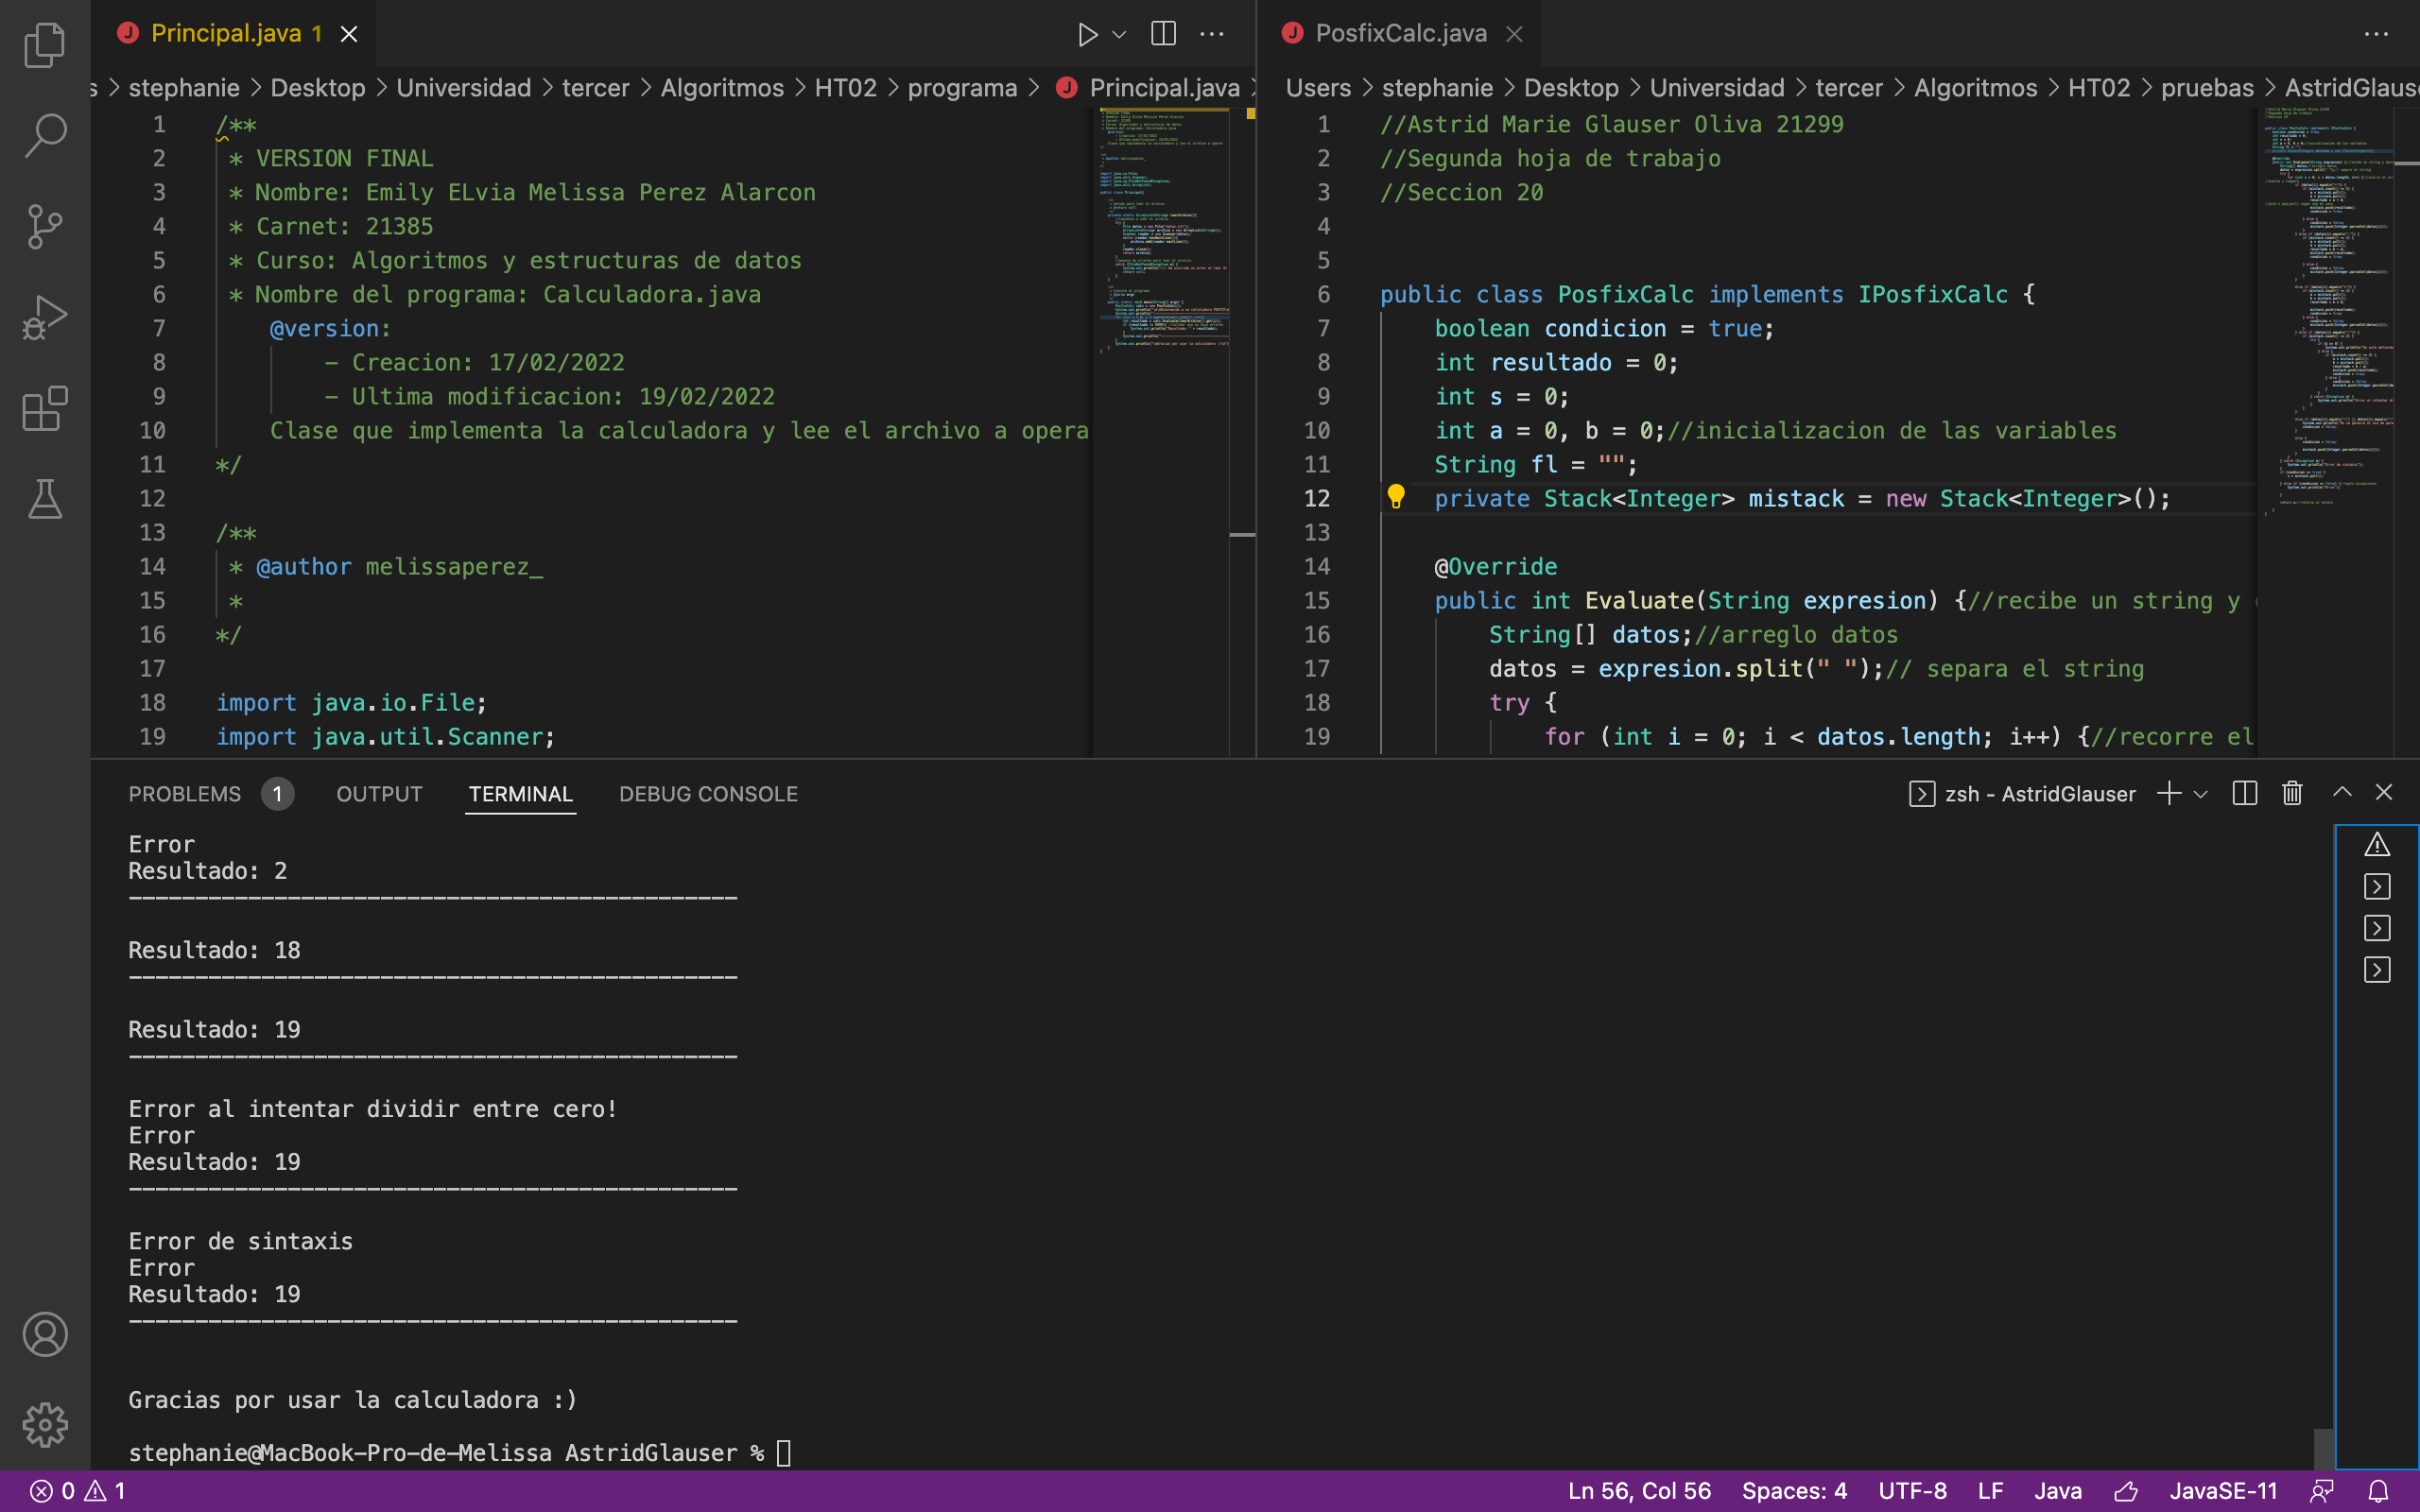 Principal.java 1
PosfixCalc.java
s > stephanie > Desktop > Universidad > tercer > Algoritmos > HT02 > programa > Principal.java >
Users > stephanie > Desktop > Universidad > tercer > Algoritmos > HT02 > pruebas > AstridGlaus
1 /**
2 * VERSION FINAL
3 * Nombre: Emily ELvia Melissa Perez Alarcon
4 * Carnet: 21385
5 * Curso: Algoritmos y estructuras de datos
6 * Nombre del programa: Calculadora.java
7 @version:
8 - Creacion: 17/02/2022
9 - Ultima modificacion: 19/02/2022
10 Clase que implementa la calculadora y lee el archivo a opera
11 */
12
13 /**
14 * @author melissaperez_
15 *
16 */
17
18 import java.io.File;
19 import java.util.Scanner;
1 //Astrid Marie Glauser Oliva 21299
2 //Segunda hoja de trabajo
3 //Seccion 20
4
5
6 public class PosfixCalc implements IPosfixCalc {
7 boolean condicion = true;
8 int resultado = 0;
9 int s = 0;
10 int a = 0, b = 0;//inicializacion de las variables
11 String fl = "";
12 private Stack<Integer> mistack = new Stack<Integer>();
13
14 @Override
15 public int Evaluate(String expresion) {//recibe un string y
16 String[] datos;//arreglo datos
17 datos = expresion.split(" ");// separa el string
18 try {
19 for (int i = 0; i < datos.length; i++) {//recorre el
PROBLEMS 1 OUTPUT TERMINAL DEBUG CONSOLE
zsh - AstridGlauser
Error
Resultado: 2
----------------------------------------------
Resultado: 18
----------------------------------------------
Resultado: 19
----------------------------------------------
Error al intentar dividir entre cero!
Error
Resultado: 19
----------------------------------------------
Error de sintaxis
Error
Resultado: 19
----------------------------------------------
Gracias por usar la calculadora :)
stephanie@MacBook-Pro-de-Melissa AstridGlauser %
0 1
Ln 56, Col 56 Spaces: 4 UTF-8 LF Java JavaSE-11